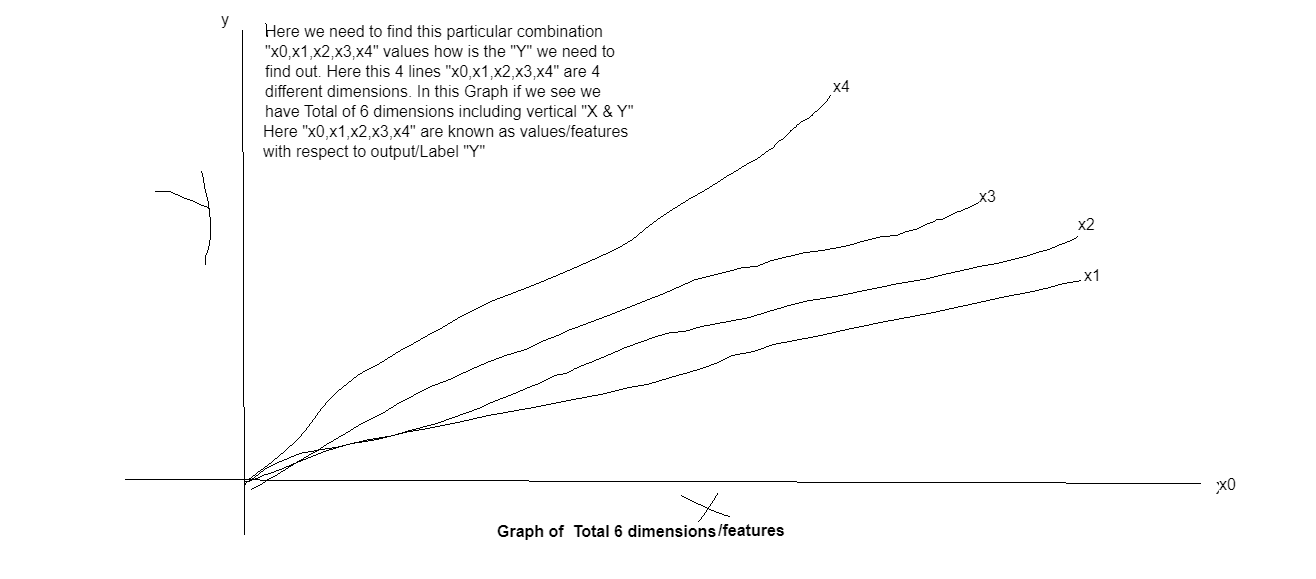 y
Here we need to find this particular combination
"x0,x1,x2,x3,x4" values how is the "Y" we need to
find out. Here this 4 lines "x0,x1,x2,x3,x4" are 4
different dimensions. In this Graph if we see we
have Total of 6 dimensions including vertical "X & Y"
Here "x0,x1,x2,x3,x4" are known as values/features
with respect to output/Label "Y"
x4
x3
Y
x2
x1
x0
X
Graph of Total 6 dimensions/features